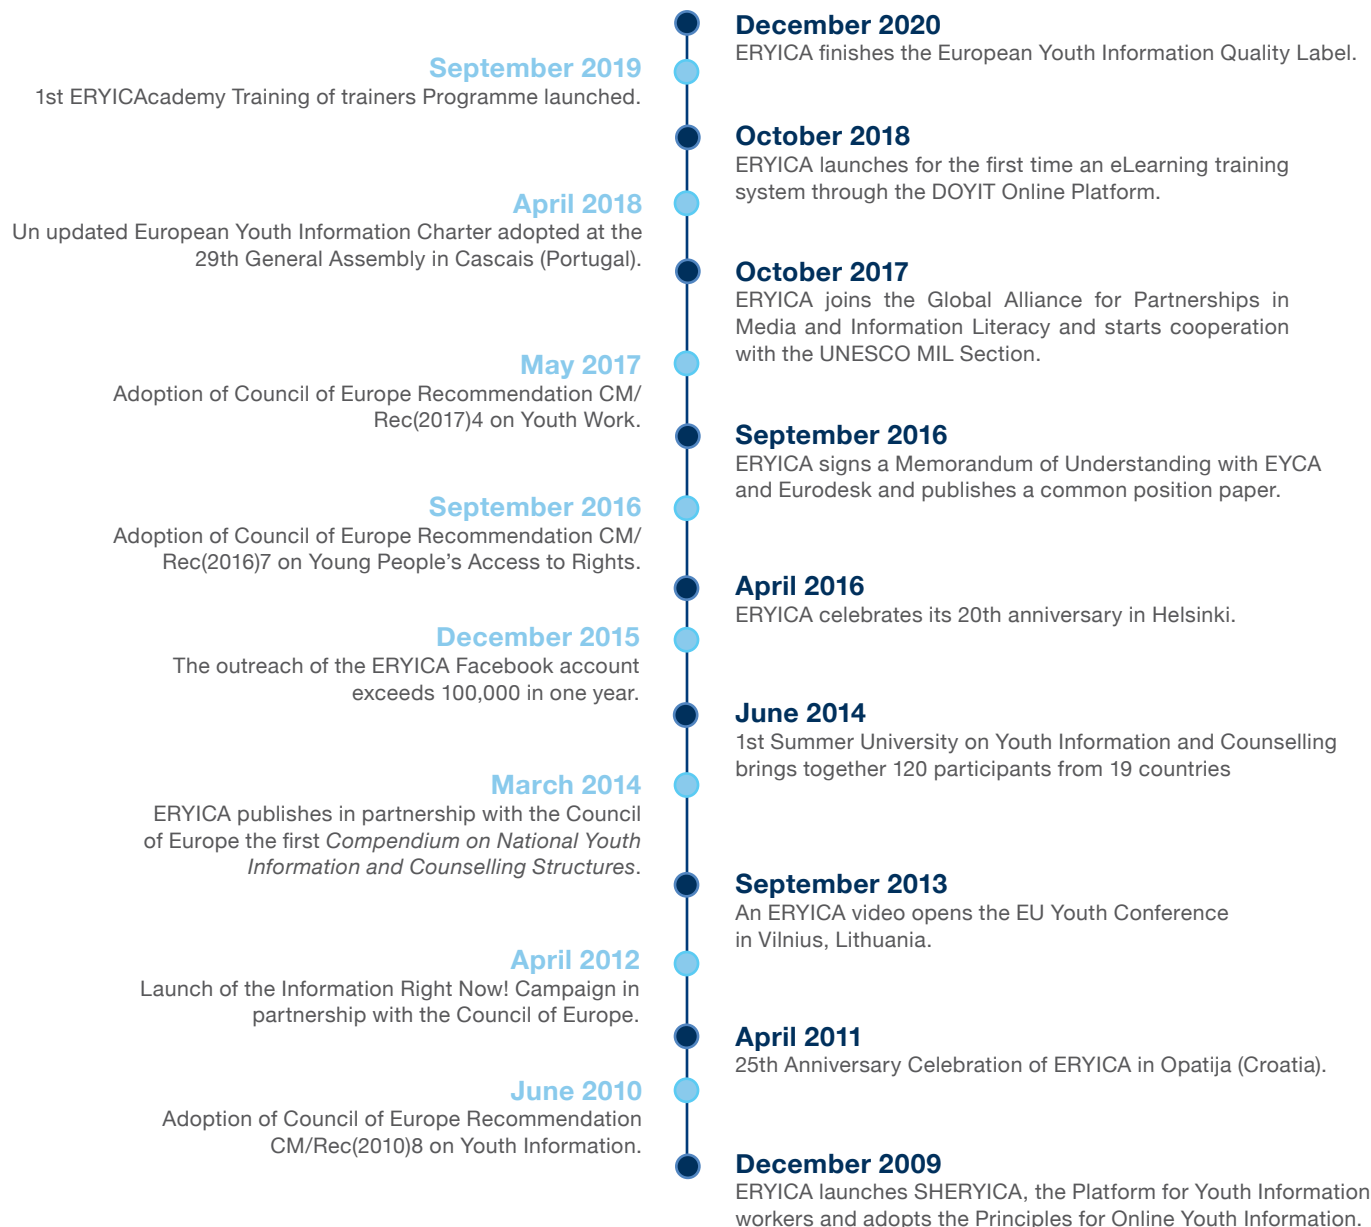 December 2020
ERYICA finishes the European Youth Information Quality Label.
September 2019
1st ERYICAcademy Training of trainers Programme launched.
October 2018
ERYICA launches for the first time an eLearning training
system through the DOYIT Online Platform.
April 2018
Un updated European Youth Information Charter adopted at the
29th General Assembly in Cascais (Portugal).
October 2017
ERYICA joins the Global Alliance for Partnerships in
Media and Information Literacy and starts cooperation
with the UNESCO MIL Section.
May 2017
Adoption of Council of Europe Recommendation CM/
Rec(2017)4 on Youth Work.
September 2016
ERYICA signs a Memorandum of Understanding with EYCA
and Eurodesk and publishes a common position paper.
September 2016
Adoption of Council of Europe Recommendation CM/
Rec(2016)7 on Young People’s Access to Rights.
April 2016
ERYICA celebrates its 20th anniversary in Helsinki.
December 2015
The outreach of the ERYICA Facebook account
exceeds 100,000 in one year.
June 2014
1st Summer University on Youth Information and Counselling
brings together 120 participants from 19 countries
March 2014
ERYICA publishes in partnership with the Council
of Europe the first Compendium on National Youth
Information and Counselling Structures.
September 2013
An ERYICA video opens the EU Youth Conference
in Vilnius, Lithuania.
April 2012
Launch of the Information Right Now! Campaign in
partnership with the Council of Europe.
April 2011
25th Anniversary Celebration of ERYICA in Opatija (Croatia).
June 2010
Adoption of Council of Europe Recommendation
CM/Rec(2010)8 on Youth Information.
December 2009
ERYICA launches SHERYICA, the Platform for Youth Information
workers and adopts the Principles for Online Youth Information.